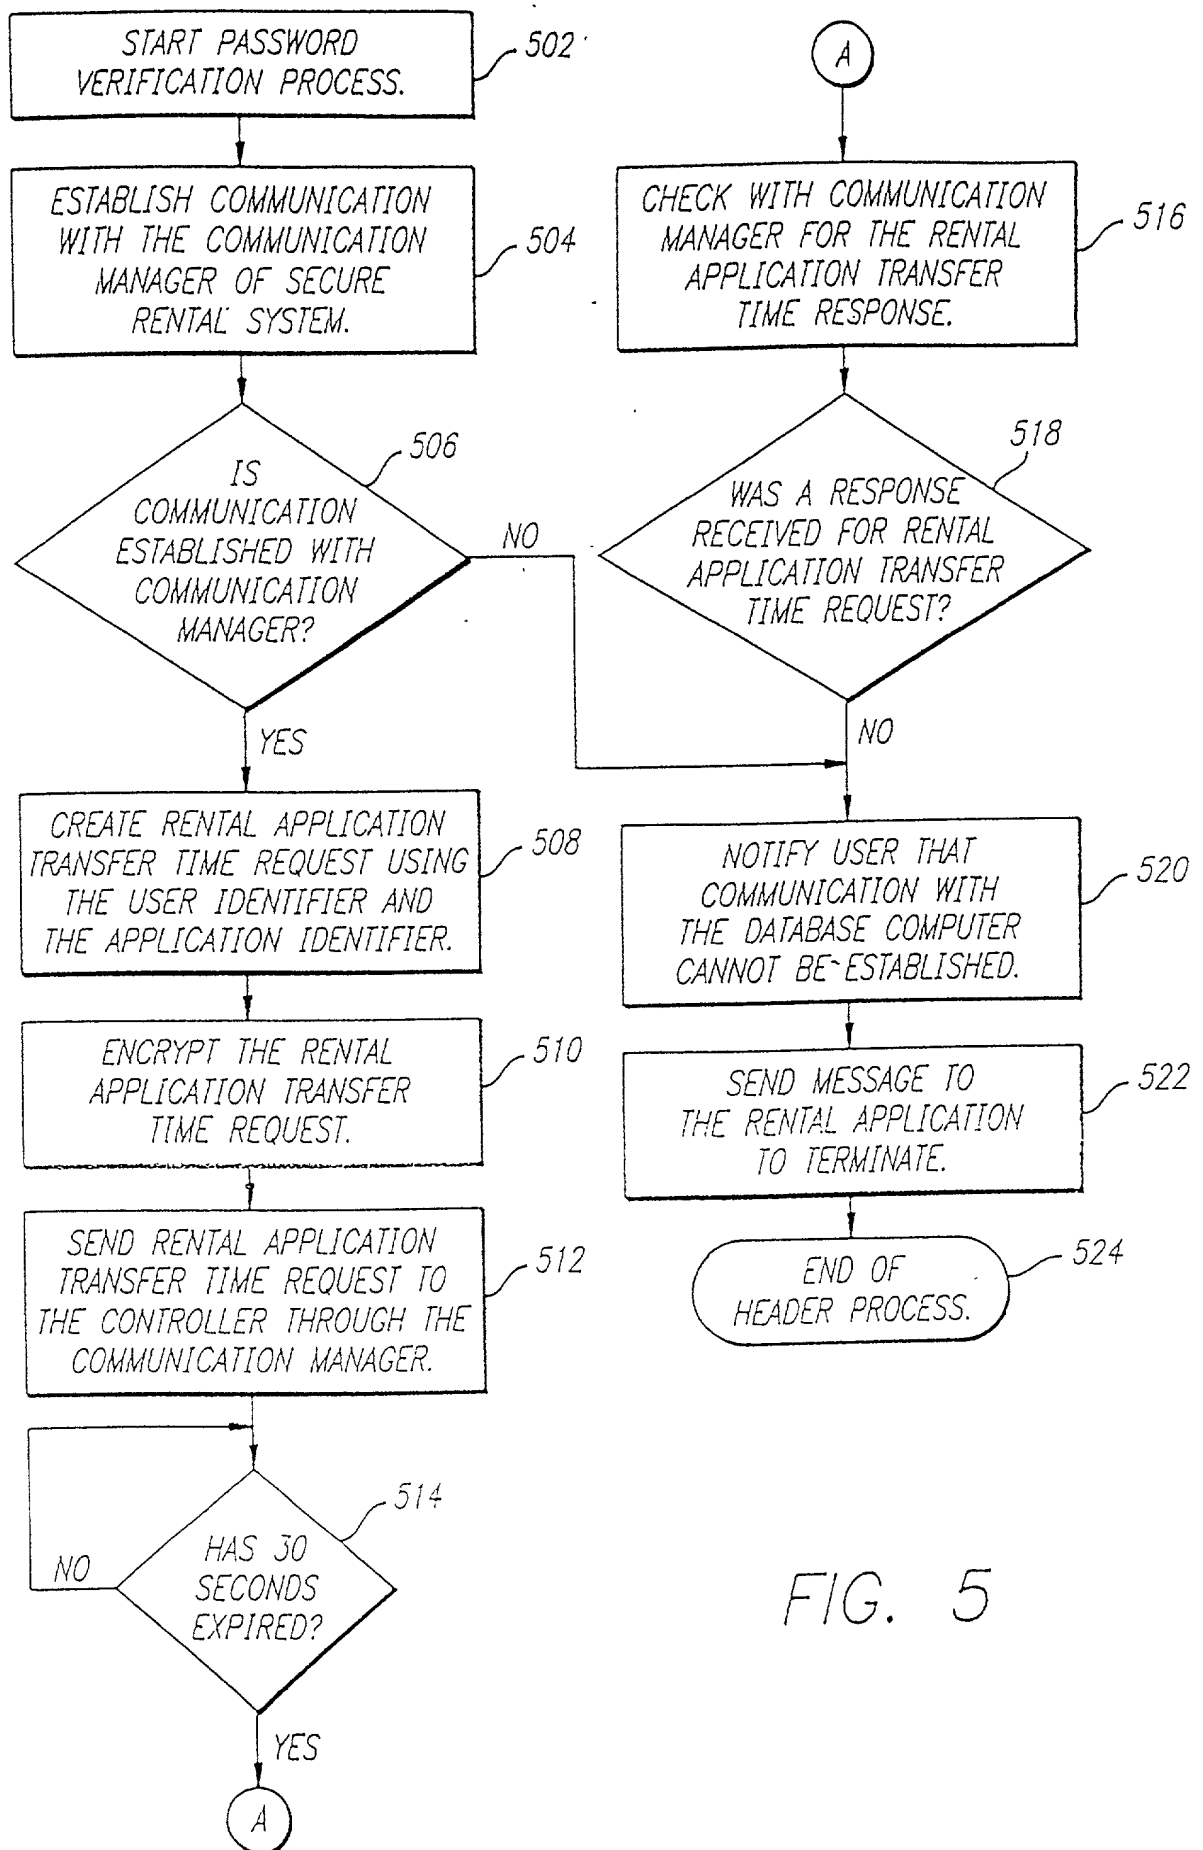 START PASSWORD
VERIFICATION PROCESS.
502
ESTABLISH COMMUNICATION
WITH THE COMMUNICATION
MANAGER OF SECURE
RENTAL SYSTEM.
504
IS
COMMUNICATION
ESTABLISHED WITH
COMMUNICATION
MANAGER?
506
NO
YES
CREATE RENTAL APPLICATION
TRANSFER TIME REQUEST USING
THE USER IDENTIFIER AND
THE APPLICATION IDENTIFIER.
508
ENCRYPT THE RENTAL
APPLICATION TRANSFER
TIME REQUEST.
510
SEND RENTAL APPLICATION
TRANSFER TIME REQUEST TO
THE CONTROLLER THROUGH THE
COMMUNICATION MANAGER.
512
HAS 30
SECONDS
EXPIRED?
514
NO
YES
A
A
CHECK WITH COMMUNICATION
MANAGER FOR THE RENTAL
APPLICATION TRANSFER
TIME RESPONSE.
516
WAS A RESPONSE
RECEIVED FOR RENTAL
APPLICATION TRANSFER
TIME REQUEST?
518
NO
NOTIFY USER THAT
COMMUNICATION WITH
THE DATABASE COMPUTER
CANNOT BE ESTABLISHED.
520
SEND MESSAGE TO
THE RENTAL APPLICATION
TO TERMINATE.
522
END OF
HEADER PROCESS.
524
FIG. 5